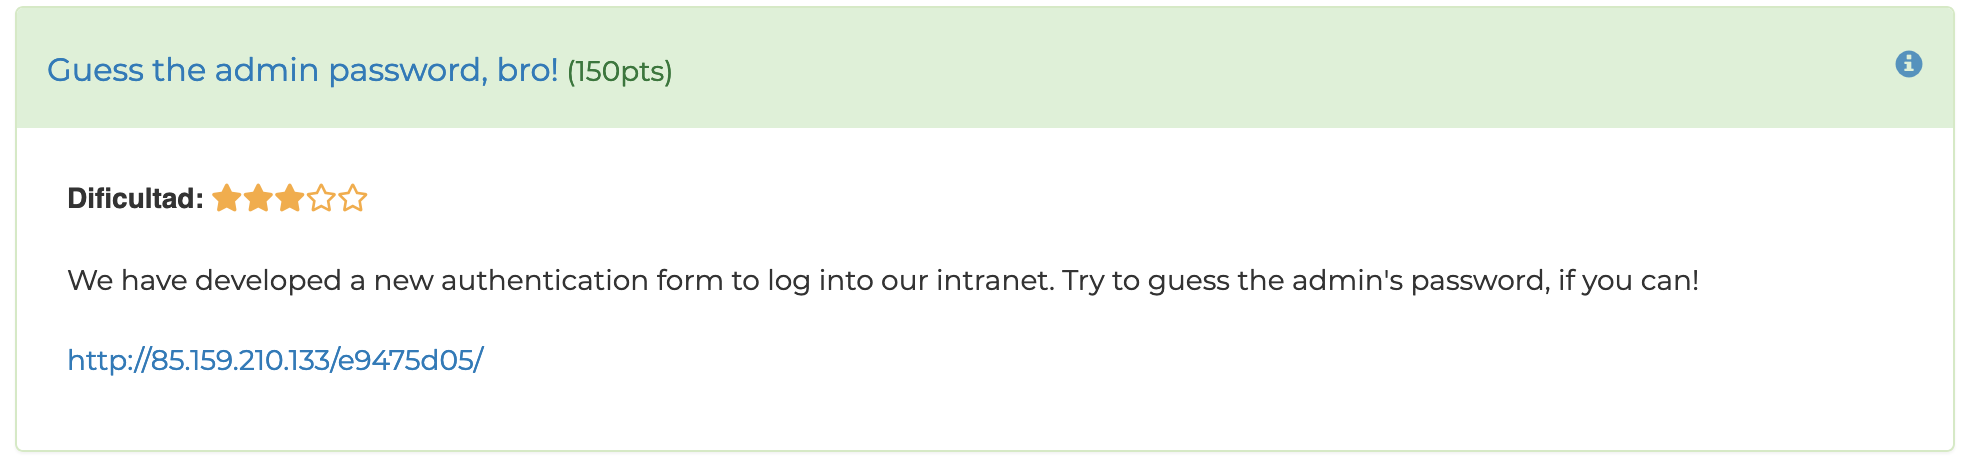 Guess the admin password, bro! (150pts)
Dificultad:
We have developed a new authentication form to log into our intranet. Try to guess the admin's password, if you can!
http://85.159.210.133/e9475d05/